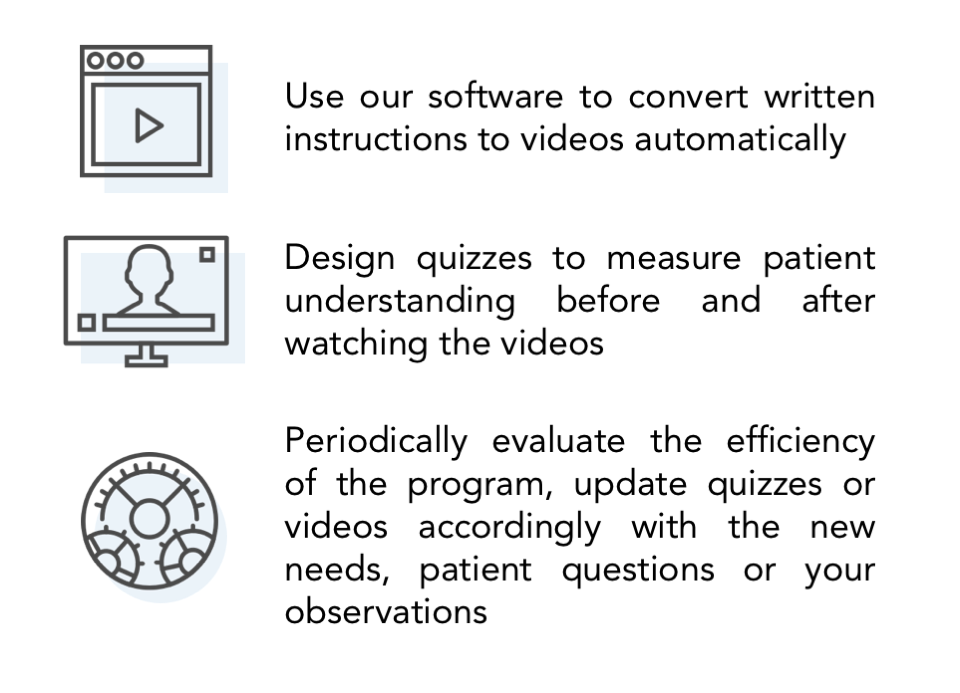 Use our software to convert written
instructions to videos automatically
Design quizzes to measure patient
understanding before and after
watching the videos
Periodically evaluate the efficiency
of the program, update quizzes or
videos accordingly with the new
needs, patient questions or your
observations